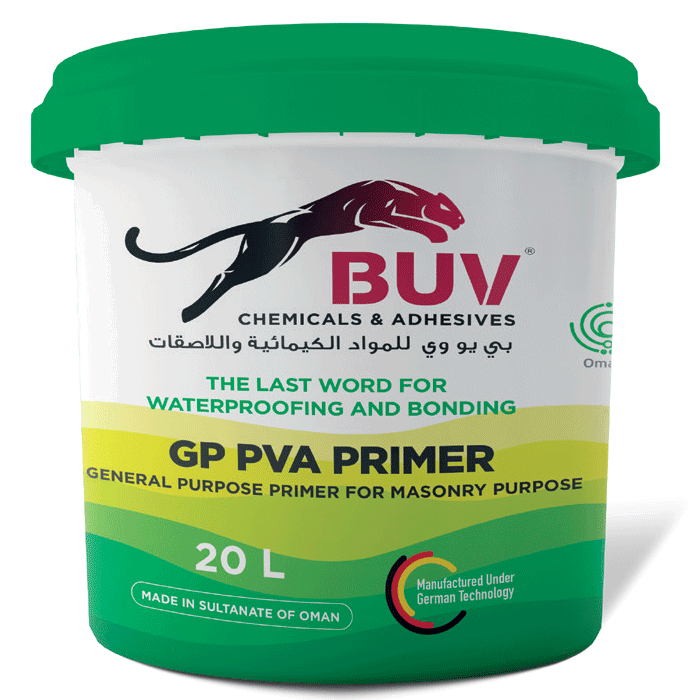 BUV®
CHEMICALS & ADHESIVES
بي يو وي للمواد الكيمائية واللاصقات
THE LAST WORD FOR
WATERPROOFING AND BONDING
GP PVA PRIMER
GENERAL PURPOSE PRIMER FOR MASONRY PURPOSE
20 L
MADE IN SULTANATE OF OMAN
Manufactured Under
German Technology